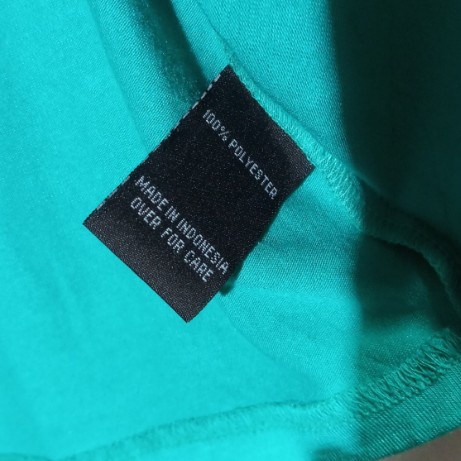 100% POLYESTER
MADE IN INDONESIA
OVER FOR CARE